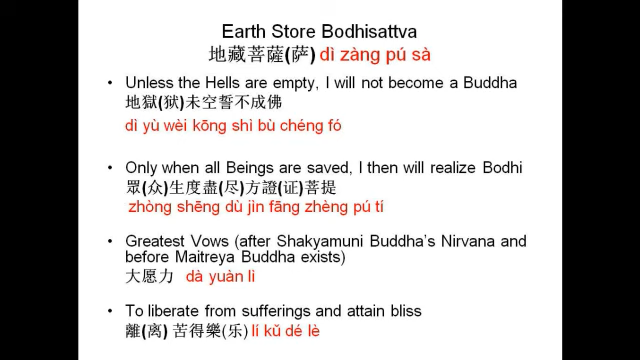 Earth Store Bodhisattva
地藏菩薩(萨) dì zàng pú sà
• Unless the Hells are empty, I will not become a Buddha
地獄(狱)未空誓不成佛
dì yù wèi kōng shì bù chéng fó
• Only when all Beings are saved, I then will realize Bodhi
眾(众)生度盡(尽)方證(证)菩提
zhòng shēng dù jìn fāng zhèng pú tí
• Greatest Vows (after Shakyamuni Buddha's Nirvana and
before Maitreya Buddha exists)
大愿力 dà yuàn li
• To liberate from sufferings and attain bliss
離(离) 苦得樂(乐) lí kǔ dé lè